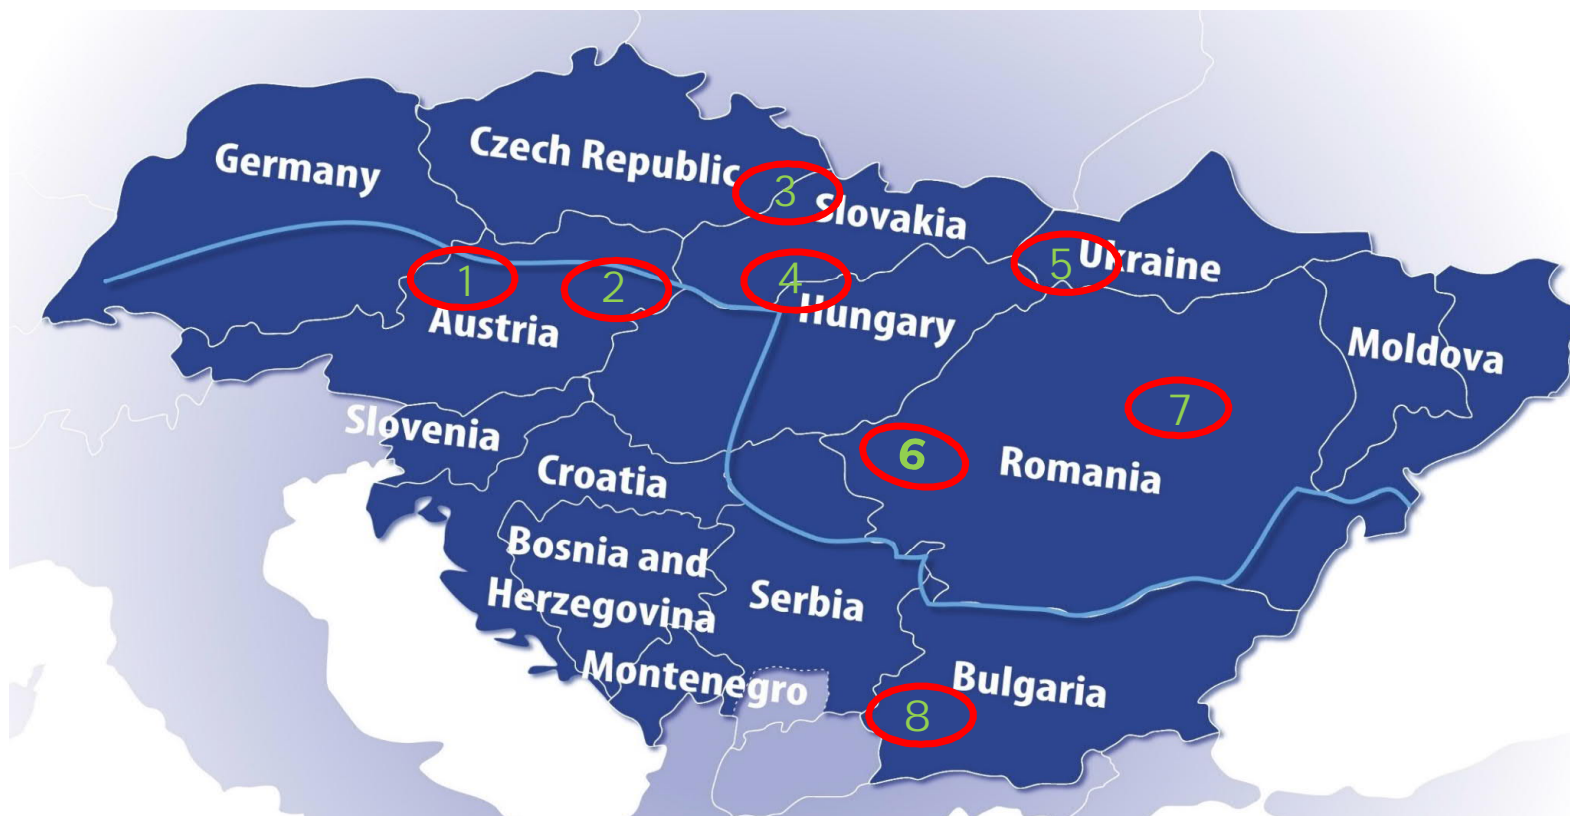 Germany
Czech Republic
3
Slovakia
1
2
4
5
Ukraine
Austria
Hungary
Moldova
7
Slovenia
6
Croatia
Romania
Bosnia and
Herzegovina
Serbia
Montenegro
Bulgaria
8